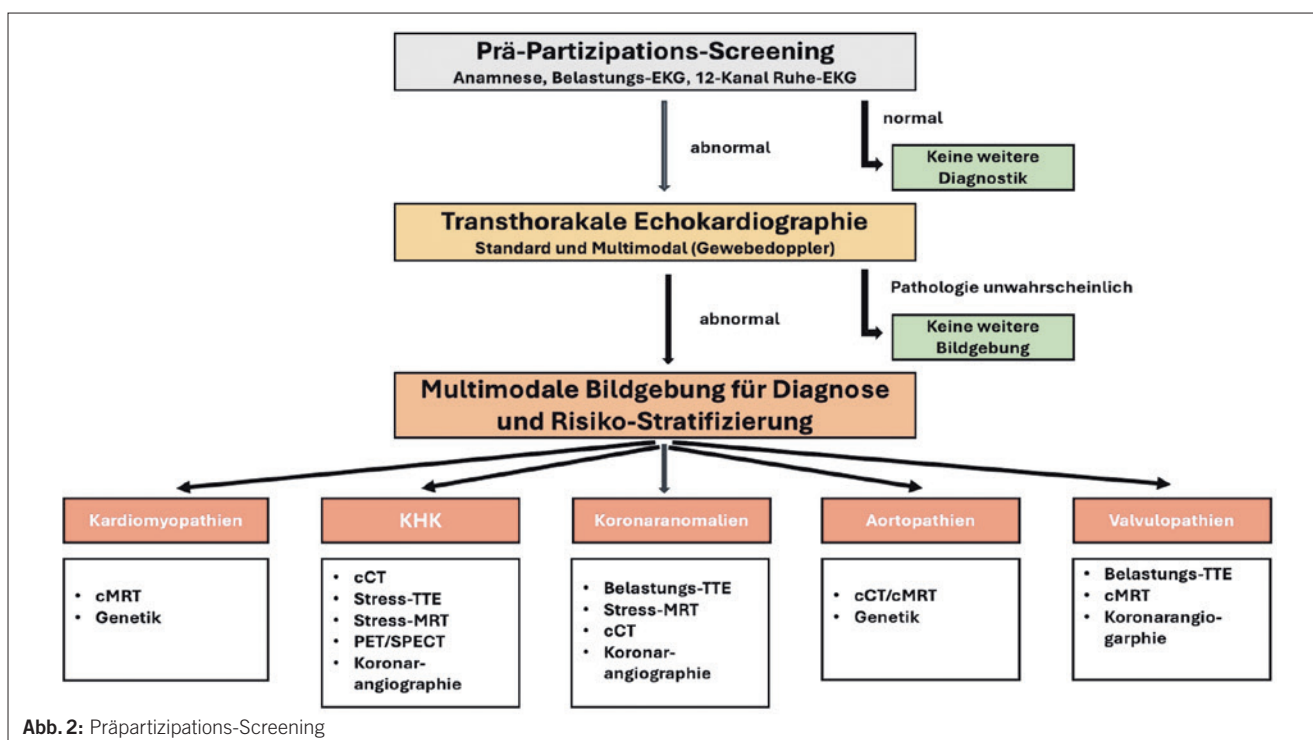 Prä-Partizipations-Screening
Anamnese, Belastungs-EKG, 12-Kanal Ruhe-EKG
normal
abnormal
Keine weitere
Diagnostik
Transthorakale Echokardiographie
Standard und Multimodal (Gewebedoppler)
Pathologie unwahrscheinlich
abnormal
Keine weitere
Bildgebung
Multimodale Bildgebung für Diagnose
und Risiko-Stratifizierung
Kardiomyopathien
• cMRT
• Genetik
KHK
• cCT
• Stress-TTE
• Stress-MRT
• PET/SPECT
• Koronar-
angiographie
Koronaranomalien
• Belastungs-TTE
• Stress-MRT
• cCT
• Koronar-
angiographie
Aortopathien
• cCT/cMRT
• Genetik
Valvulopathien
• Belastungs-TTE
• cMRT
• Koronarangio-
garphie
Abb. 2: Präpartizipations-Screening